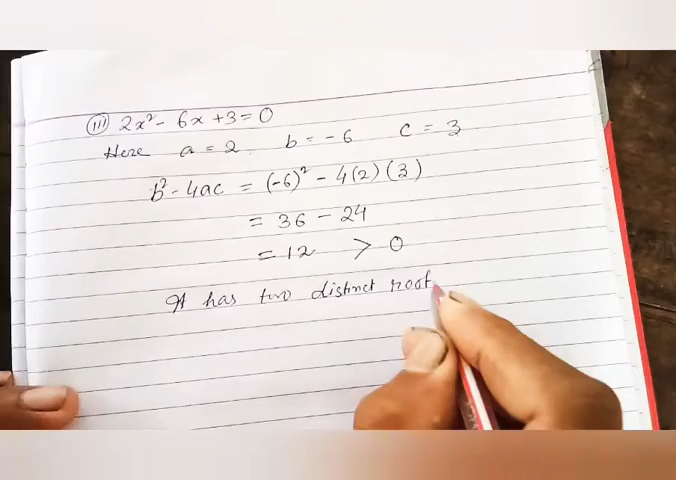 (iii) 2x² - 6x + 3 = 0
Here a = 2 b = - 6 c = 3
b² - 4ac = (-6)² - 4(2)(3)
= 36 - 24
= 12 > 0
It has two distinct root